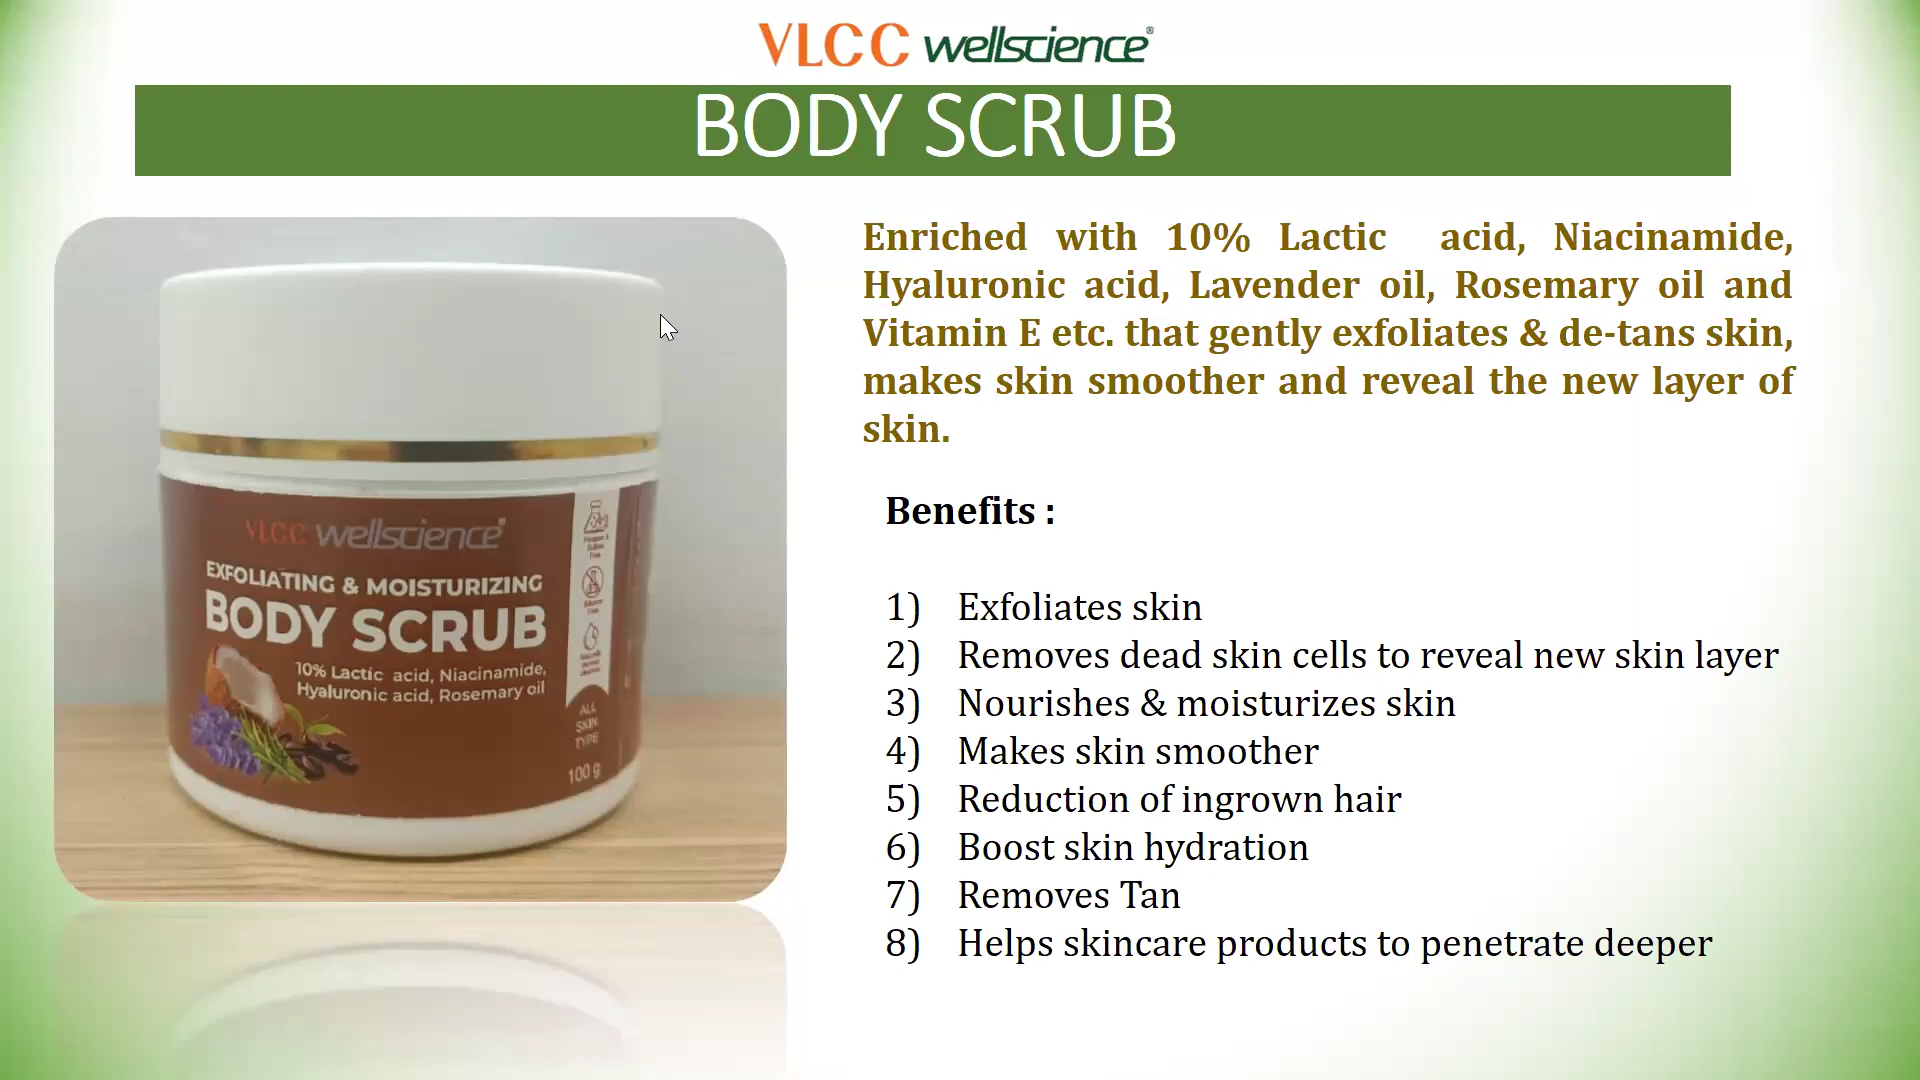 VLCC wellscience®
BODY SCRUB
Enriched with 10% Lactic acid, Niacinamide,
Hyaluronic acid, Lavender oil, Rosemary oil and
Vitamin E etc. that gently exfoliates & de-tans skin,
makes skin smoother and reveal the new layer of
skin.
Benefits :
1) Exfoliates skin
2) Removes dead skin cells to reveal new skin layer
3) Nourishes & moisturizes skin
4) Makes skin smoother
5) Reduction of ingrown hair
6) Boost skin hydration
7) Removes Tan
8) Helps skincare products to penetrate deeper
VLCC wellscience®
EXFOLIATING & MOISTURIZING
BODY SCRUB
10% Lactic acid, Niacinamide,
Hyaluronic acid, Rosemary oil
Free
Free
ALL
SKIN
TYPE
100 g